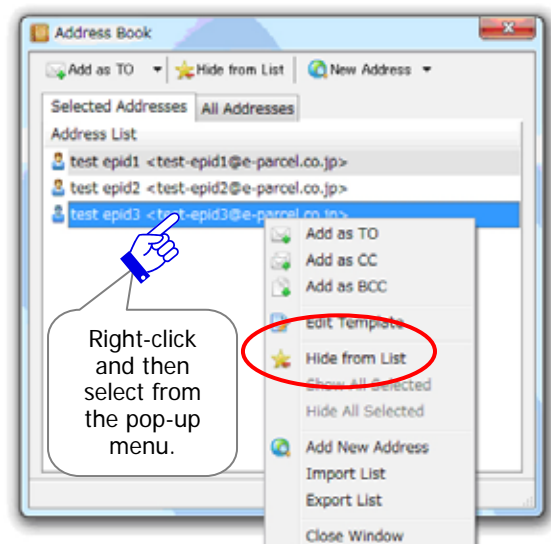 Address Book
Add as TO
Hide from List
New Address
Selected Addresses
All Addresses
Address List
test epid1 <test-epid1@e-parcel.co.jp>
test epid2 <test-epid2@e-parcel.co.jp>
test epid3 <test-epid3@e-parcel.co.jp>
Add as TO
Add as CC
Add as BCC
Edit Template
Hide from List
Show All Selected
Hide All Selected
Add New Address
Import List
Export List
Close Window
Right-click
and then
select from
the pop-up
menu.